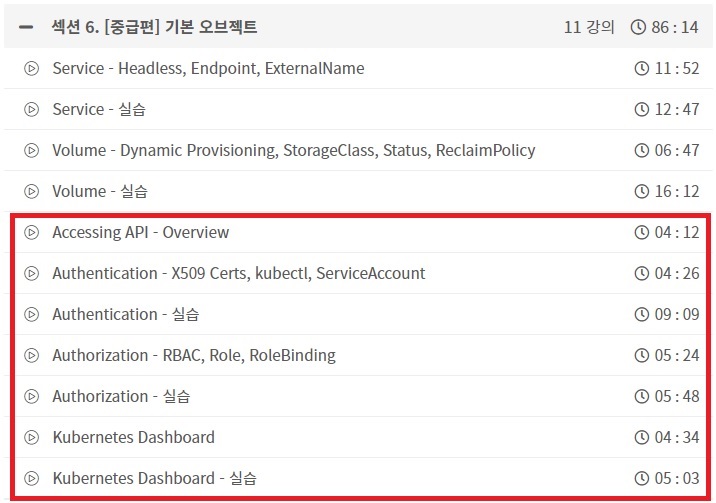 섹션 6. [중급편] 기본 오브젝트 11 강의 86 : 14
Service - Headless, Endpoint, ExternalName 11 : 52
Service - 실습 12 : 47
Volume - Dynamic Provisioning, StorageClass, Status, ReclaimPolicy 06 : 47
Volume - 실습 16 : 12
Accessing API - Overview 04 : 12
Authentication - X509 Certs, kubectl, ServiceAccount 04 : 26
Authentication - 실습 09 : 09
Authorization - RBAC, Role, RoleBinding 05 : 24
Authorization - 실습 05 : 48
Kubernetes Dashboard 04 : 34
Kubernetes Dashboard - 실습 05 : 03